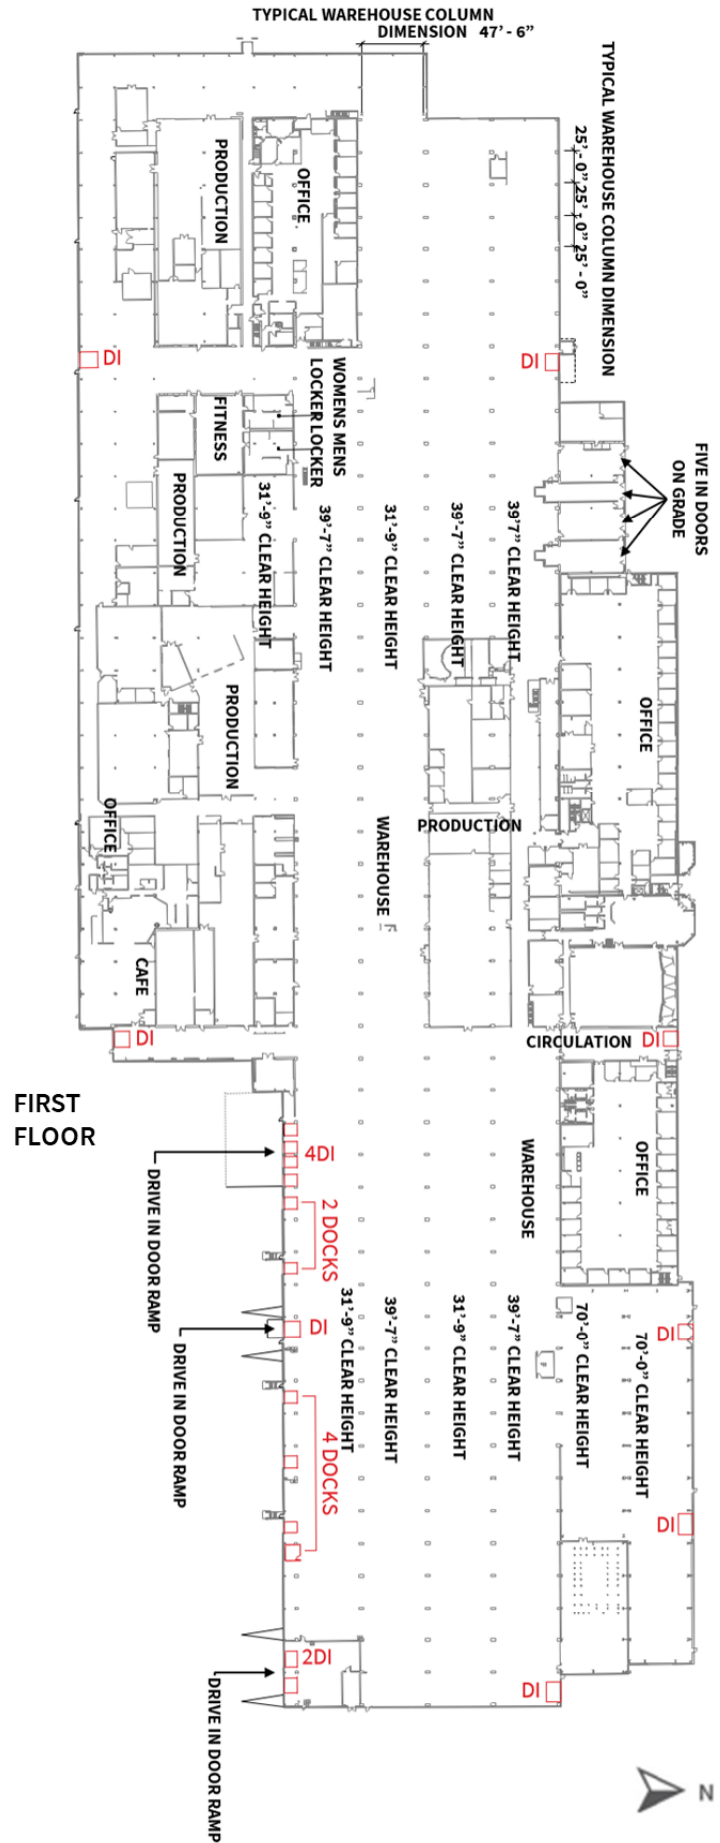 TYPICAL WAREHOUSE COLUMN
DIMENSION 47' - 6"
TYPICAL WAREHOUSE COLUMN DIMENSION
25' - 0" 25' - 0" 25' - 0"
PRODUCTION
OFFICE
DI
DI
WOMENS MENS
LOCKER LOCKER
FITNESS
PRODUCTION
FIVE IN DOORS
ON GRADE
31'-9" CLEAR HEIGHT
39'-7" CLEAR HEIGHT
31'-9" CLEAR HEIGHT
39'-7" CLEAR HEIGHT
39'7" CLEAR HEIGHT
PRODUCTION
OFFICE
OFFICE
WAREHOUSE
PRODUCTION
CAFE
DI
CIRCULATION
DI
FIRST
FLOOR
4DI
DRIVE IN DOOR RAMP
WAREHOUSE
OFFICE
2 DOCKS
DI
DRIVE IN DOOR RAMP
31'-9" CLEAR HEIGHT
39'-7" CLEAR HEIGHT
31'-9" CLEAR HEIGHT
39'-7" CLEAR HEIGHT
70'-0" CLEAR HEIGHT
70'-0" CLEAR HEIGHT
DI
4 DOCKS
DI
2DI
DRIVE IN DOOR RAMP
DI
N